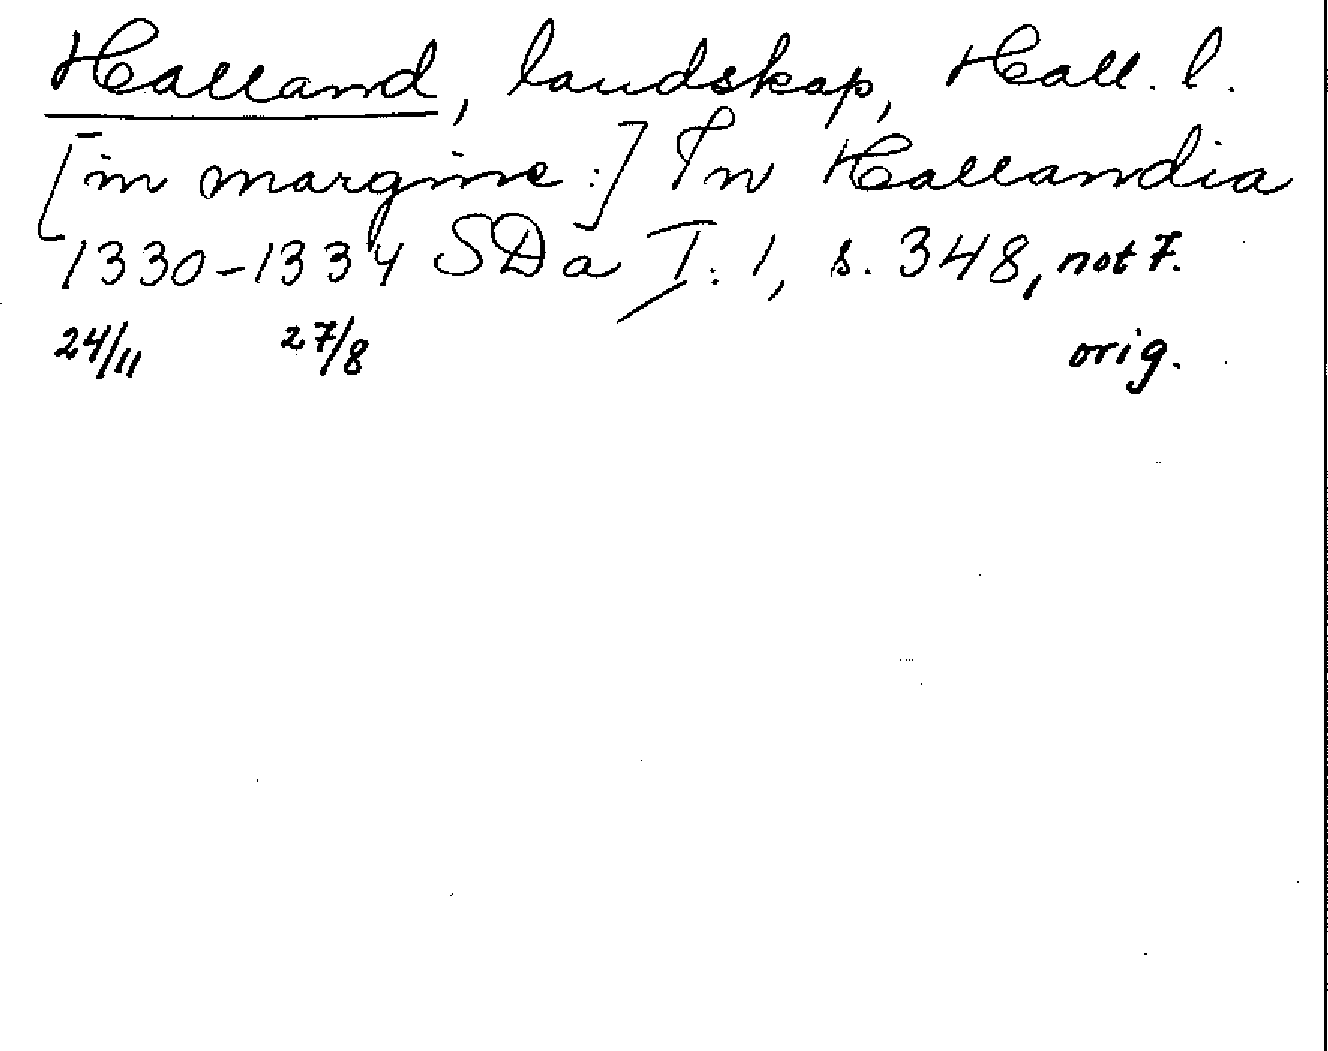 Halland, landskap, Hall. l.
[in margine:] In Hallandia
1330-1334 SDa I: 1, s. 348, not 7.
24/11 27/8 orig.